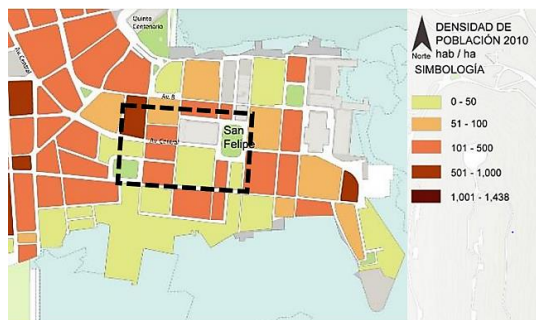 Quinto
Centenario
Av. Central
Av. B
Av. Central
San
Felipe
DENSIDAD DE
POBLACIÓN 2010
hab / ha
Norte
SIMBOLOGÍA
0 - 50
51 - 100
101 - 500
501 - 1,000
1,001 - 1,438